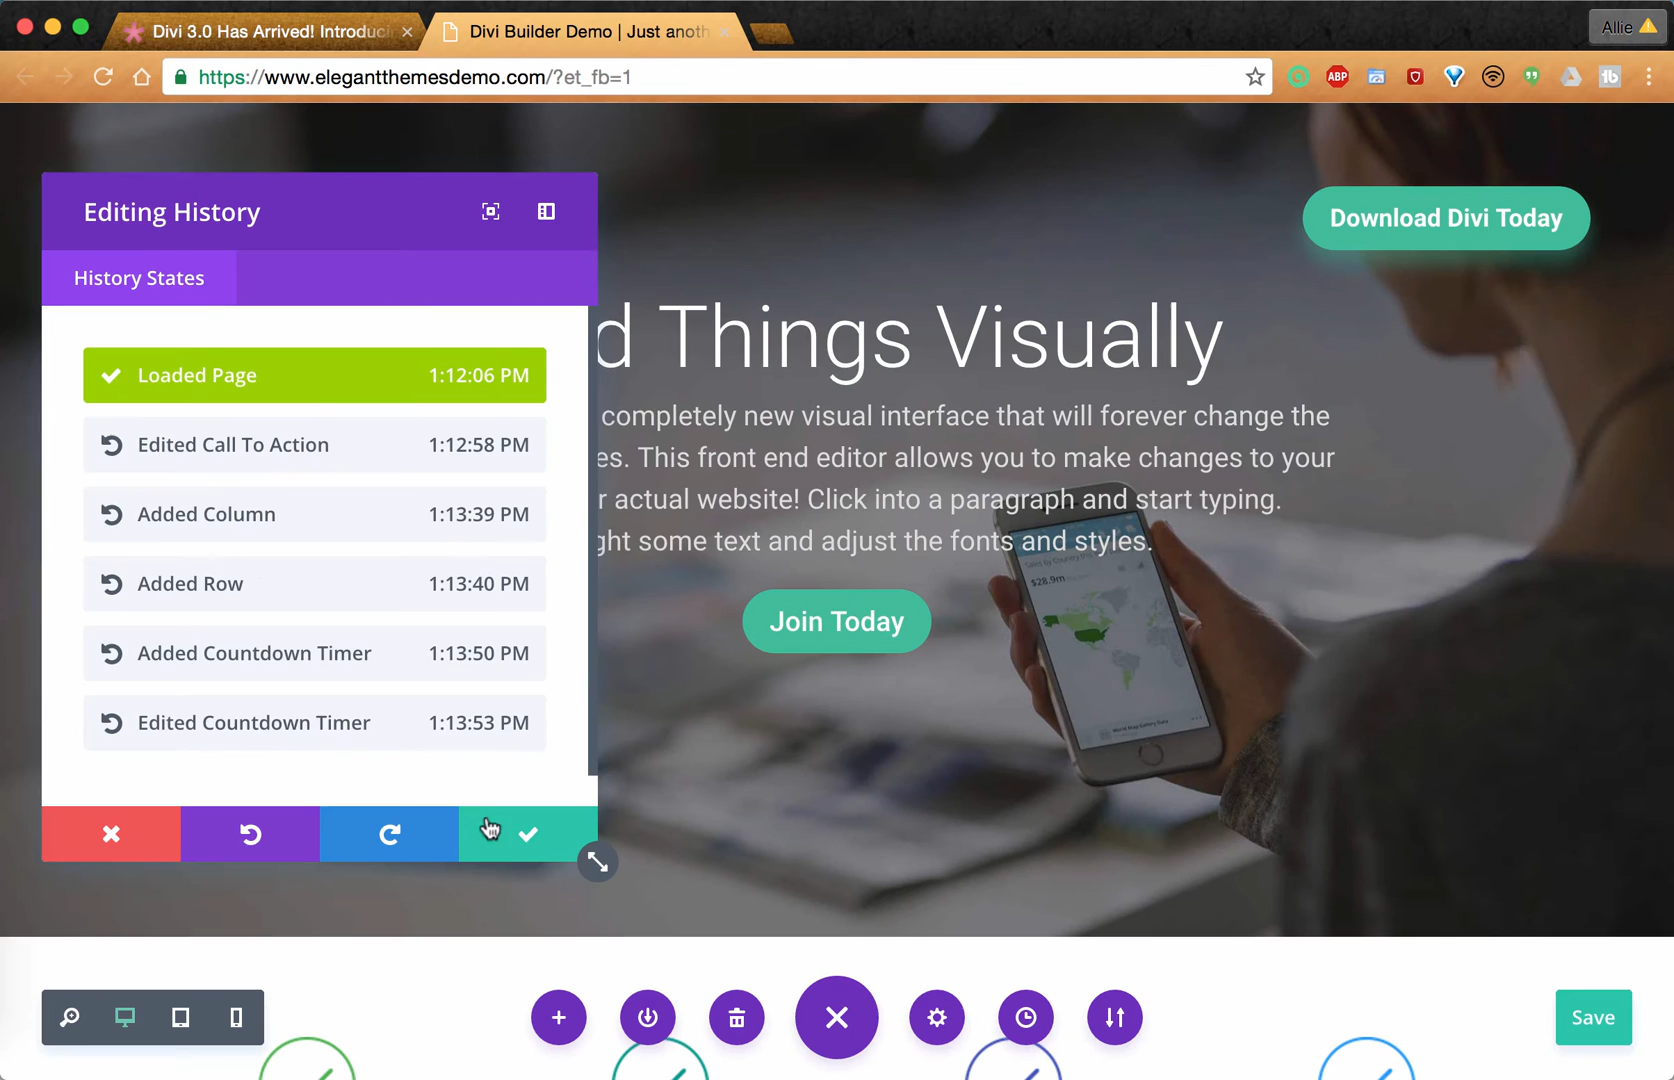 Divi 3.0 Has Arrived! Introduci
Divi Builder Demo | Just anoth
Allie
https://www.elegantthemesdemo.com/?et_fb=1
ABP
Editing History
History States
Loaded Page 1:12:06 PM
Edited Call To Action 1:12:58 PM
Added Column 1:13:39 PM
Added Row 1:13:40 PM
Added Countdown Timer 1:13:50 PM
Edited Countdown Timer 1:13:53 PM
Download Divi Today
d Things Visually
completely new visual interface that will forever change the
es. This front end editor allows you to make changes to your
r actual website! Click into a paragraph and start typing.
ght some text and adjust the fonts and styles.
$28.9m
Join Today
Save